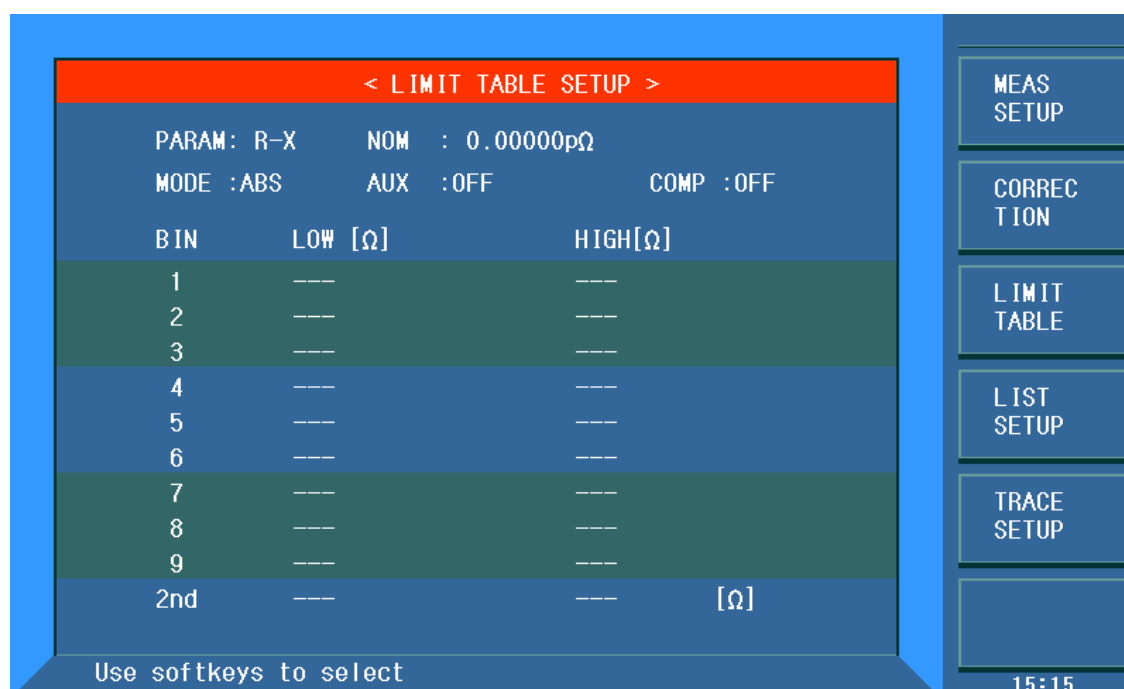 < LIMIT TABLE SETUP >
PARAM: R-X NOM : 0.00000pΩ
MODE :ABS AUX :OFF COMP :OFF
BIN LOW [Ω] HIGH[Ω]
1 --- ---
2 --- ---
3 --- ---
4 --- ---
5 --- ---
6 --- ---
7 --- ---
8 --- ---
9 --- ---
2nd --- --- [Ω]
Use softkeys to select
MEAS
SETUP
CORREC
TION
LIMIT
TABLE
LIST
SETUP
TRACE
SETUP
15:15